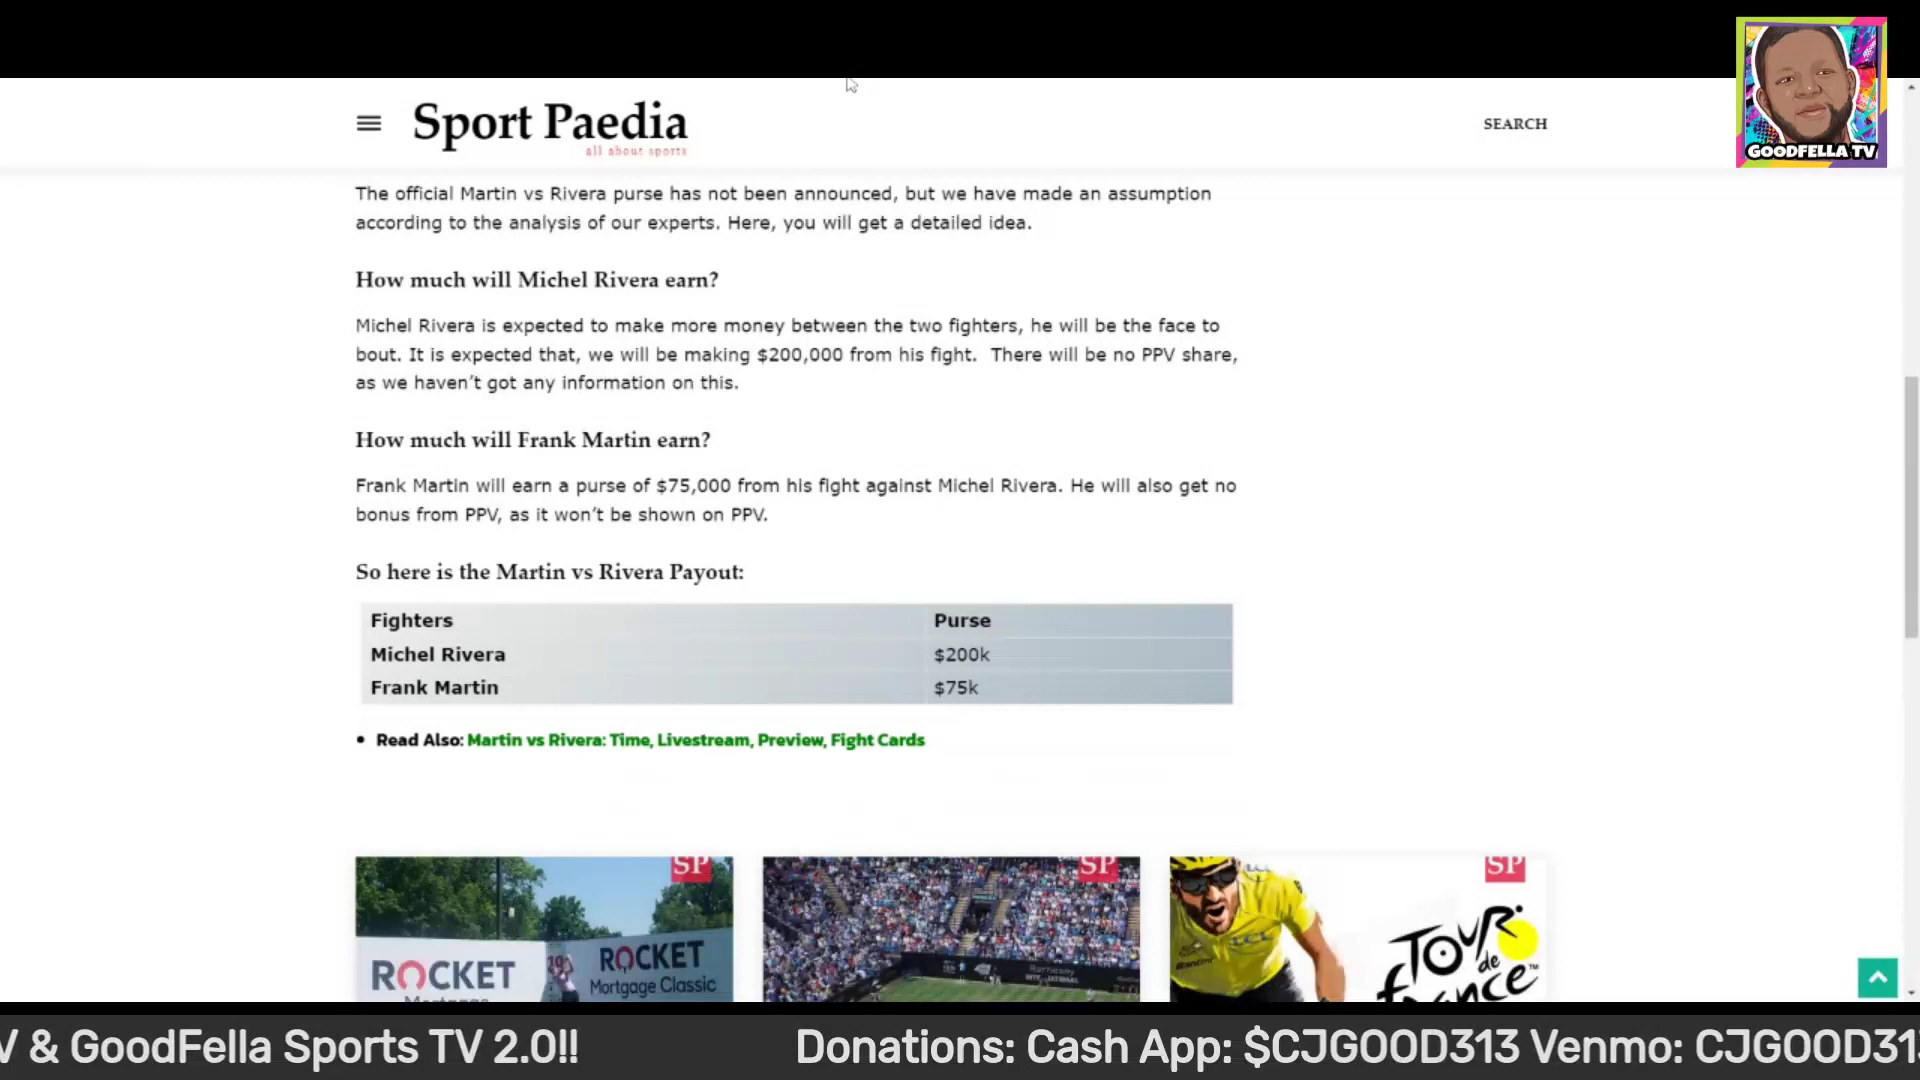 GOODFELLA TV
Sport Paedia
all about sports
SEARCH
The official Martin vs Rivera purse has not been announced, but we have made an assumption
according to the analysis of our experts. Here, you will get a detailed idea.
How much will Michel Rivera earn?
Michel Rivera is expected to make more money between the two fighters, he will be the face to
bout. It is expected that, we will be making $200,000 from his fight.  There will be no PPV share,
as we haven’t got any information on this.
How much will Frank Martin earn?
Frank Martin will earn a purse of $75,000 from his fight against Michel Rivera. He will also get no
bonus from PPV, as it won’t be shown on PPV.
So here is the Martin vs Rivera Payout:
Fighters Purse
Michel Rivera $200k
Frank Martin $75k
• Read Also: Martin vs Rivera: Time, Livestream, Preview, Fight Cards
SP SP SP
ROCKET
ROCKET
Mortgage Classic
TOUR
de
france
V & GoodFella Sports TV 2.0!! Donations: Cash App: $CJGOOD313 Venmo: CJGOOD313